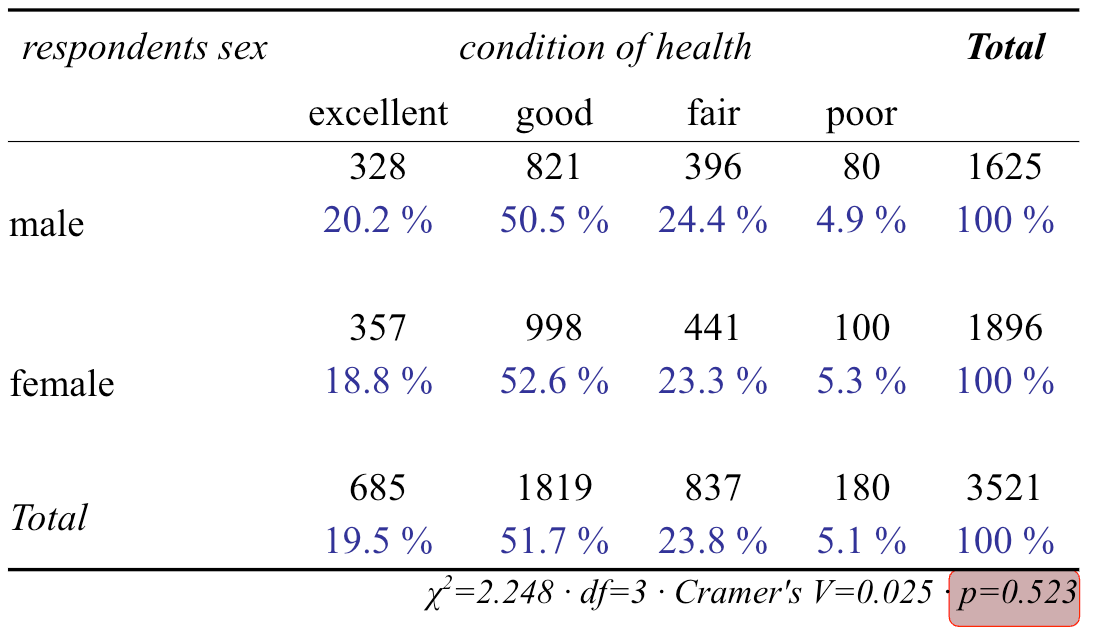 respondents sex condition of health Total
excellent good fair poor
328 821 396 80 1625
male 20.2 % 50.5 % 24.4 % 4.9 % 100 %
357 998 441 100 1896
female 18.8 % 52.6 % 23.3 % 5.3 % 100 %
685 1819 837 180 3521
Total 19.5 % 51.7 % 23.8 % 5.1 % 100 %
χ²=2.248 · df=3 · Cramer's V=0.025 · p=0.523